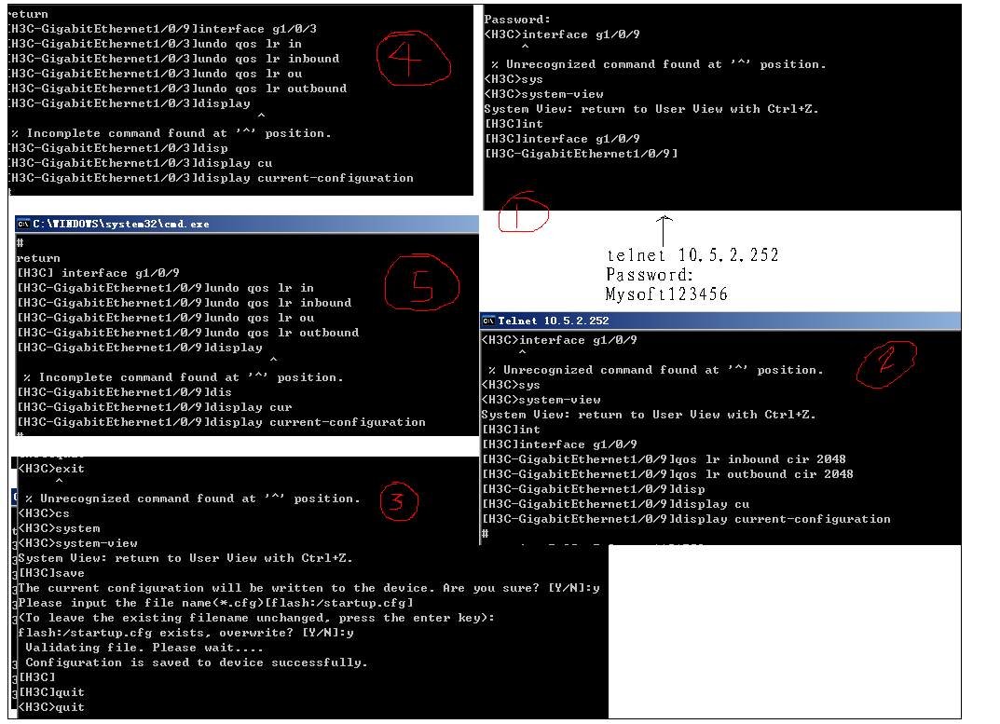 return
[H3C-GigabitEthernet1/0/9]interface g1/0/3
[H3C-GigabitEthernet1/0/3]undo qos lr in
[H3C-GigabitEthernet1/0/3]undo qos lr inbound
[H3C-GigabitEthernet1/0/3]undo qos lr ou
[H3C-GigabitEthernet1/0/3]undo qos lr outbound
[H3C-GigabitEthernet1/0/3]display
^
% Incomplete command found at '^' position.
[H3C-GigabitEthernet1/0/3]disp
[H3C-GigabitEthernet1/0/3]display cu
[H3C-GigabitEthernet1/0/3]display current-configuration
4
Password:
<H3C>interface g1/0/9
^
% Unrecognized command found at '^' position.
<H3C>sys
<H3C>system-view
System View: return to User View with Ctrl+Z.
[H3C]int
[H3C]interface g1/0/9
[H3C-GigabitEthernet1/0/9]
1
telnet 10.5.2.252
Password:
Mysoft123456
C:\WINDOWS\system32\cmd.exe
#
return
[H3C] interface g1/0/9
[H3C-GigabitEthernet1/0/9]undo qos lr in
[H3C-GigabitEthernet1/0/9]undo qos lr inbound
[H3C-GigabitEthernet1/0/9]undo qos lr ou
[H3C-GigabitEthernet1/0/9]undo qos lr outbound
[H3C-GigabitEthernet1/0/9]display
^
% Incomplete command found at '^' position.
[H3C-GigabitEthernet1/0/9]dis
[H3C-GigabitEthernet1/0/9]display cur
[H3C-GigabitEthernet1/0/9]display current-configuration
#
5
Telnet 10.5.2.252
<H3C>interface g1/0/9
^
% Unrecognized command found at '^' position.
<H3C>sys
<H3C>system-view
System View: return to User View with Ctrl+Z.
[H3C]int
[H3C]interface g1/0/9
[H3C-GigabitEthernet1/0/9]qos lr inbound cir 2048
[H3C-GigabitEthernet1/0/9]qos lr outbound cir 2048
[H3C-GigabitEthernet1/0/9]disp
[H3C-GigabitEthernet1/0/9]display cu
[H3C-GigabitEthernet1/0/9]display current-configuration
#
2
<H3C>exit
^
% Unrecognized command found at '^' position.
<H3C>cs
<H3C>system
<H3C>system-view
System View: return to User View with Ctrl+Z.
[H3C]save
The current configuration will be written to the device. Are you sure? [Y/N]:y
Please input the file name(*.cfg)[flash:/startup.cfg]
(To leave the existing filename unchanged, press the enter key):
flash:/startup.cfg exists, overwrite? [Y/N]:y
Validating file. Please wait....
Configuration is saved to device successfully.
[H3C]
[H3C]quit
<H3C>quit
3